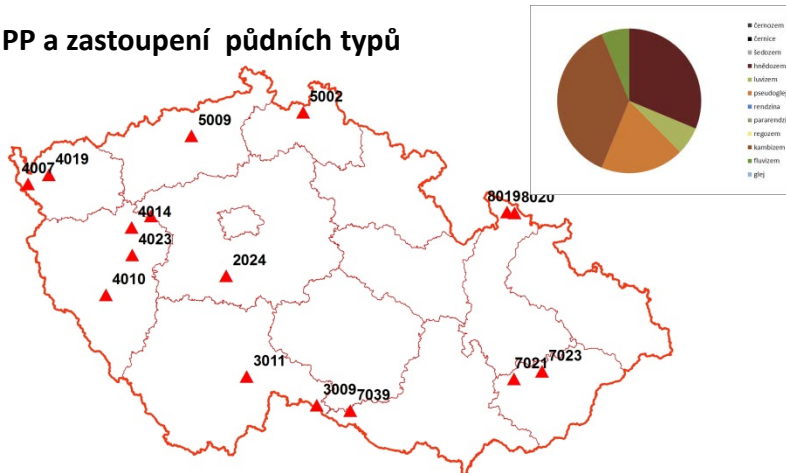 PP a zastoupení půdních typů
černozem
černice
šedozem
hnědozem
luvizem
pseudoglej
rendzina
pararendzi
regozem
kambizem
fluvizem
glej
5002
5009
4019
4007
8019
8020
4014
4023
2024
4010
3011
7023
7021
3009
7039